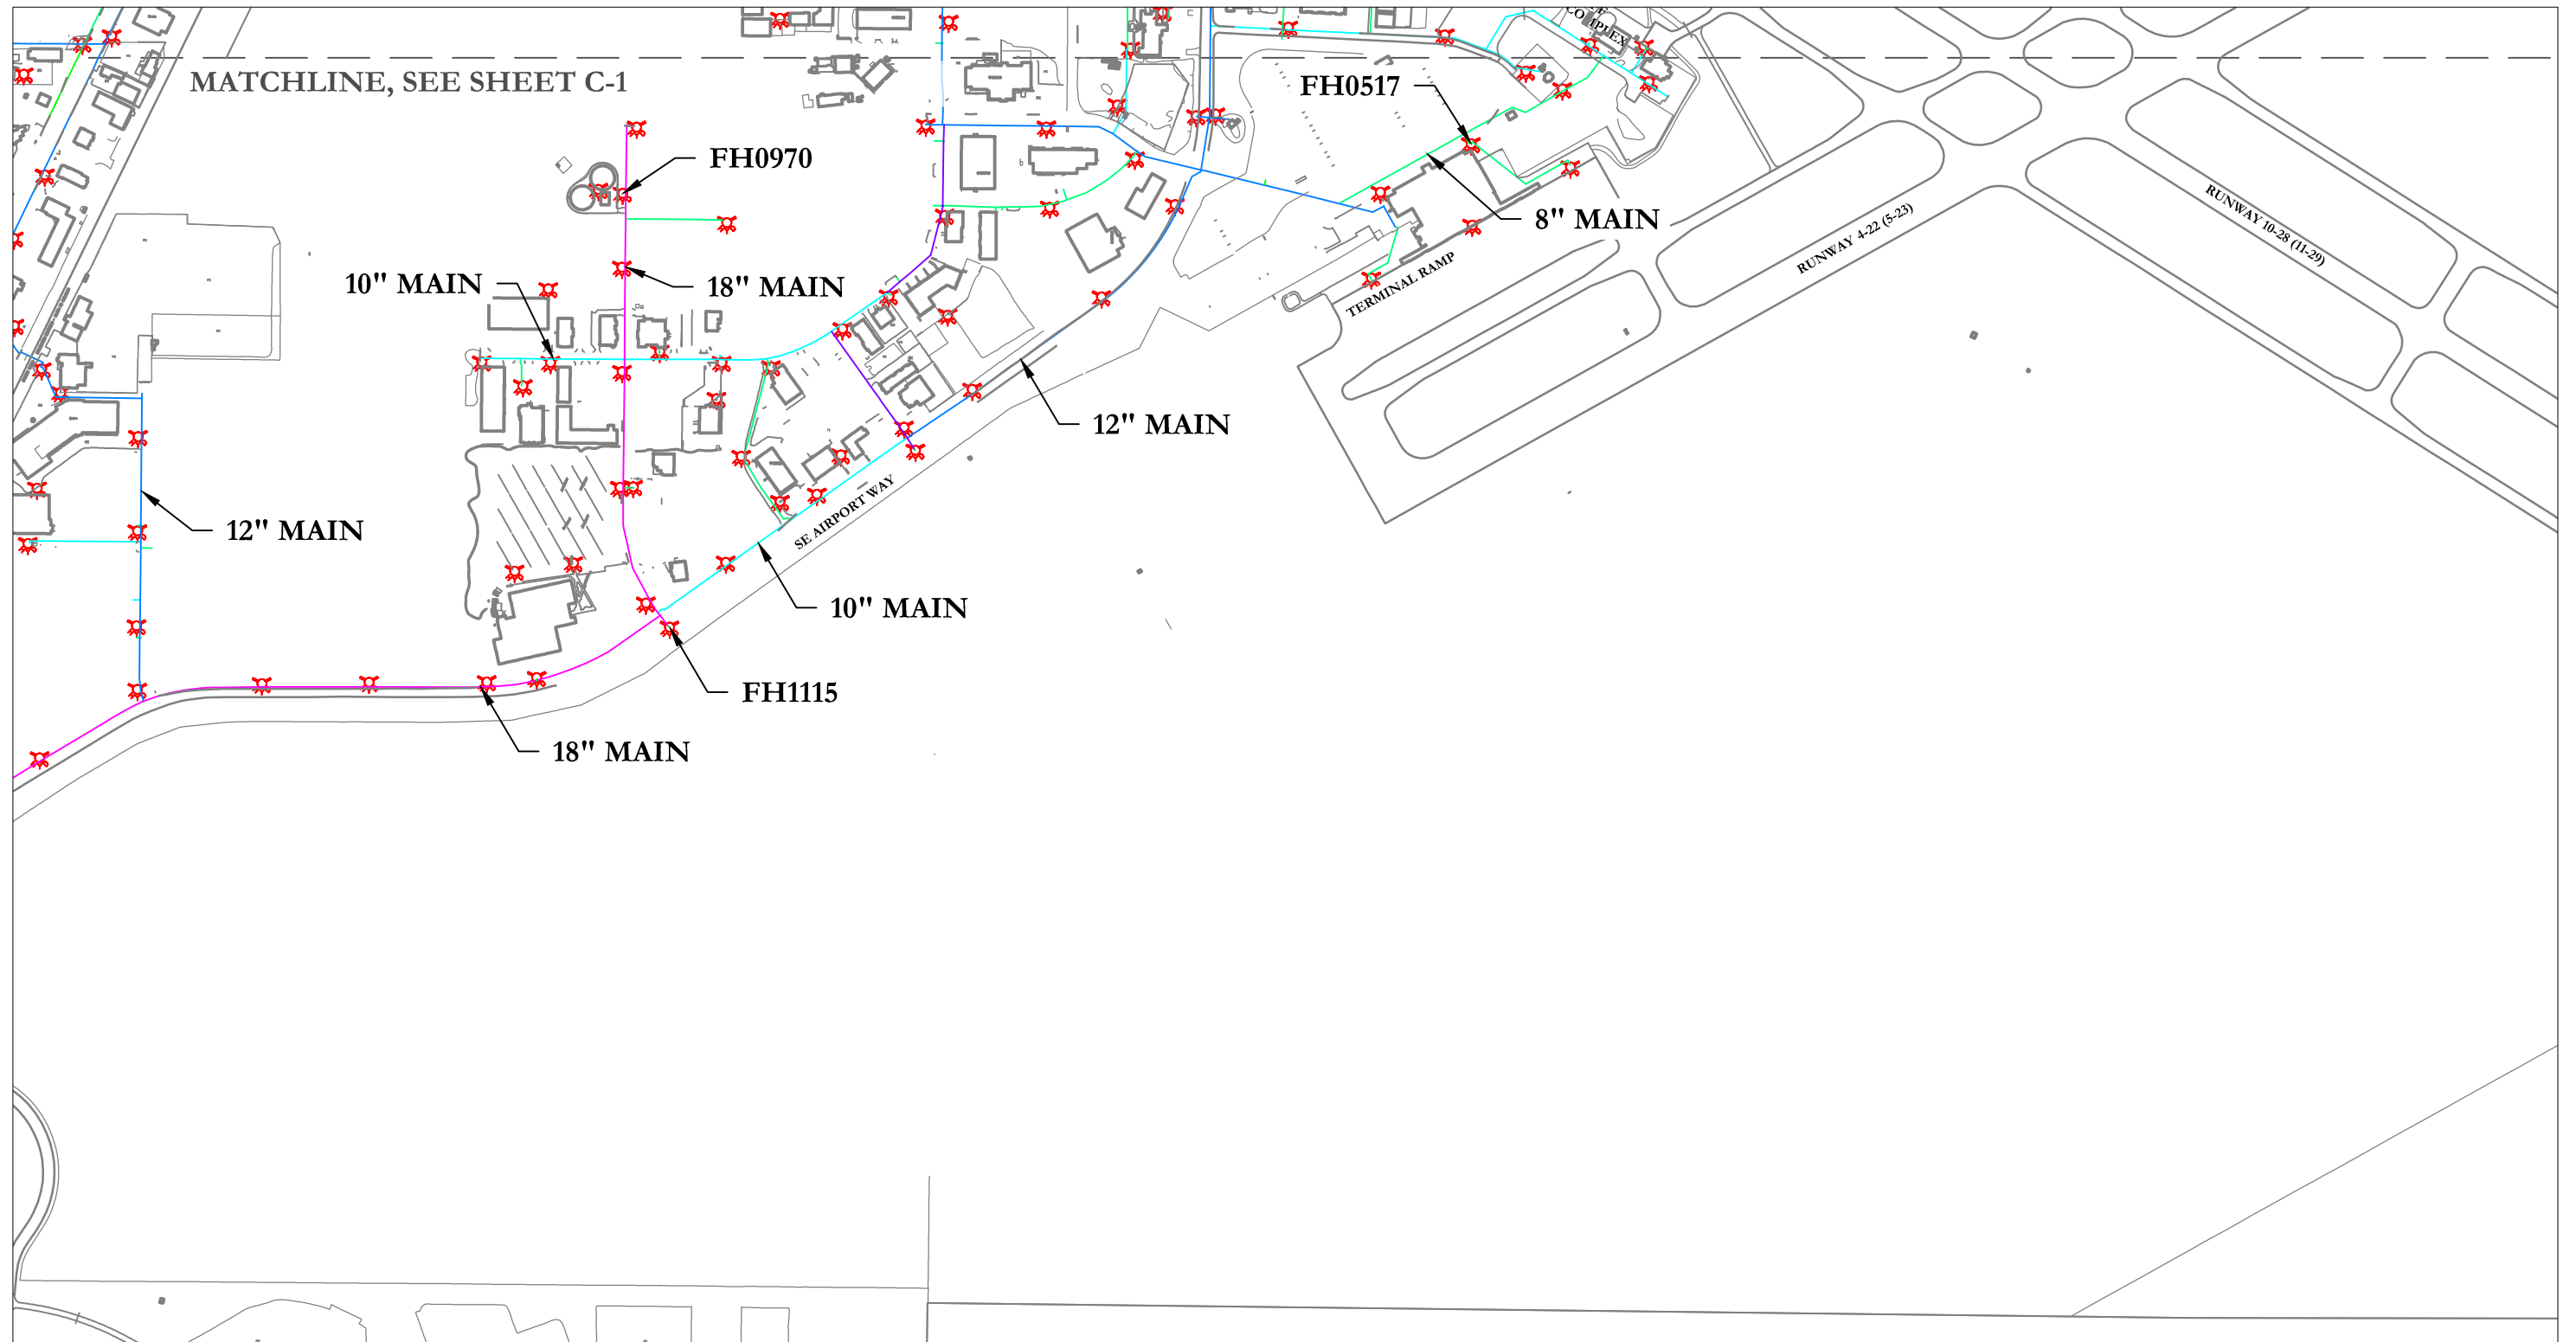 COMPLEX
MATCHLINE, SEE SHEET C-1
FH0517
FH0970
8" MAIN
RUNWAY 4-22 (5-23)
RUNWAY 10-28 (11-29)
10" MAIN
18" MAIN
TERMINAL RAMP
12" MAIN
12" MAIN
SE AIRPORT WAY
10" MAIN
FH1115
18" MAIN